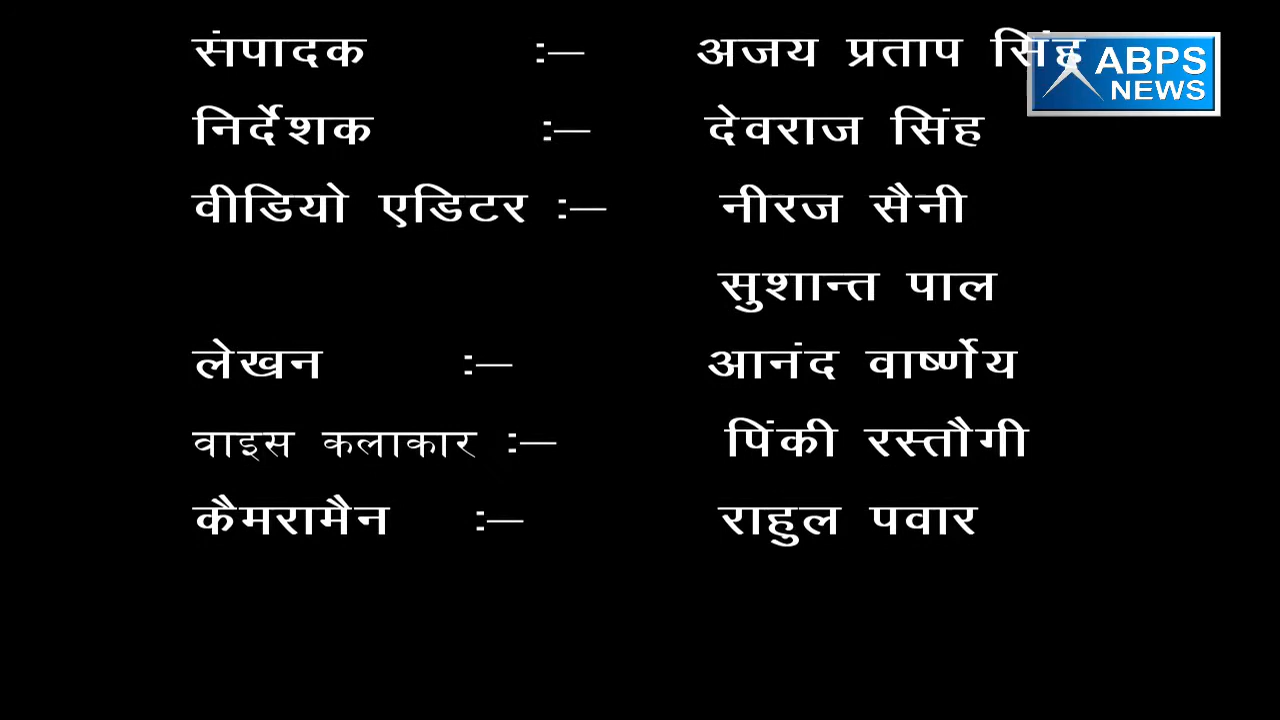 संपादक :— अजय प्रताप सिंह
ABPS
NEWS
निर्देशक :— देवराज सिंह
वीडियो एडिटर :— नीरज सैनी
सुशान्त पाल
लेखन :— आनंद वार्ष्णेय
वाइस कलाकार :— पिंकी रस्तौगी
कैमरामैन :— राहुल पवार